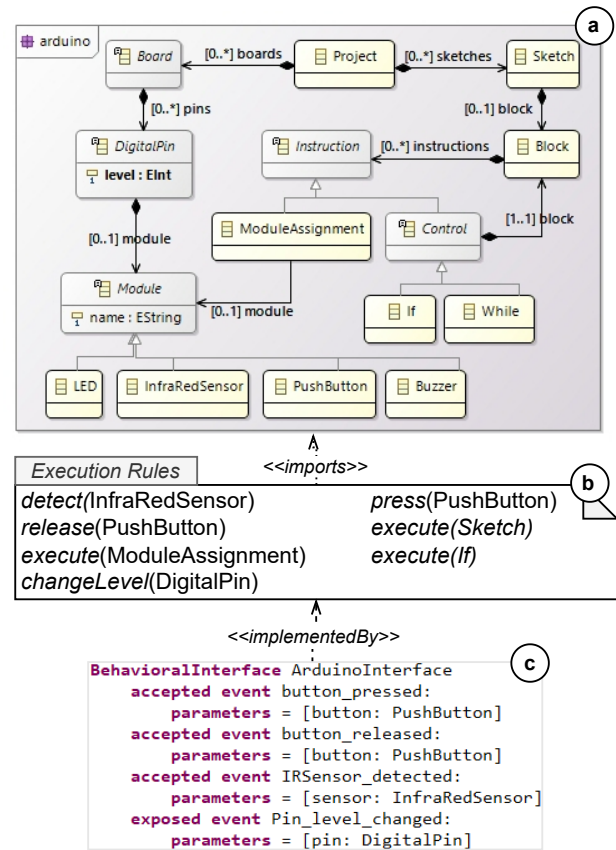 a
arduino
Board
[0..*] boards
Project
[0..*] sketches
Sketch
[0..*] pins
[0..1] block
DigitalPin
level : EInt
Instruction
[0..*] instructions
Block
[0..1] module
ModuleAssignment
Control
[1..1] block
Module
name : EString
[0..1] module
If
While
LED
InfraRedSensor
PushButton
Buzzer
Execution Rules
<<imports>>
b
detect(InfraRedSensor)
press(PushButton)
release(PushButton)
execute(Sketch)
execute(ModuleAssignment)
execute(If)
changeLevel(DigitalPin)
<<implementedBy>>
c
BehavioralInterface ArduinoInterface
accepted event button_pressed:
parameters = [button: PushButton]
accepted event button_released:
parameters = [button: PushButton]
accepted event IRSensor_detected:
parameters = [sensor: InfraRedSensor]
exposed event Pin_level_changed:
parameters = [pin: DigitalPin]